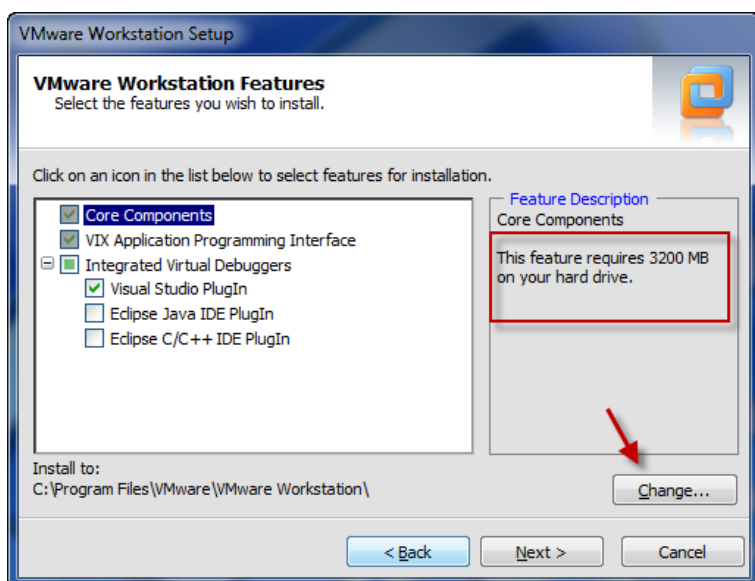 VMware Workstation Setup
VMware Workstation Features
Select the features you wish to install.
Click on an icon in the list below to select features for installation.
Core Components
VIX Application Programming Interface
Integrated Virtual Debuggers
Visual Studio PlugIn
Eclipse Java IDE PlugIn
Eclipse C/C++ IDE PlugIn
Feature Description
Core Components
This feature requires 3200 MB
on your hard drive.
Install to:
C:\Program Files\VMware\VMware Workstation\
Change...
< Back
Next >
Cancel